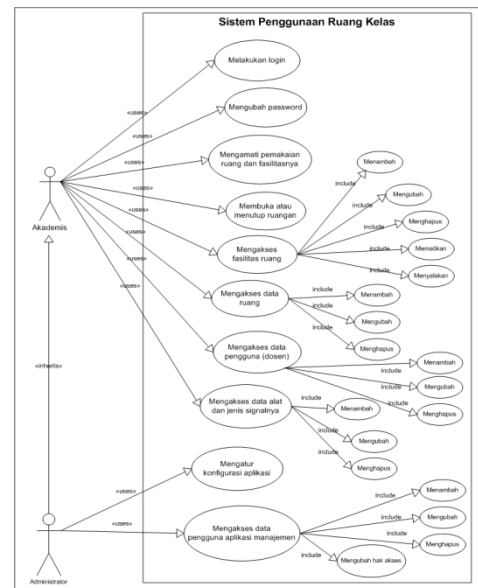 Sistem Penggunaan Ruang Kelas
Melakukan login
«uses»
Mengubah password
«uses»
Mengamati pemakaian
ruang dan fasilitasnya
«uses»
Membuka atau
menutup ruangan
«uses»
Akademis
Mengakses
fasilitas ruang
«uses»
include
Menambah
include
Mengubah
include
Menghapus
include
Mematikan
include
Menyalakan
Mengakses data
ruang
«uses»
include
Menambah
include
Mengubah
include
Menghapus
Mengakses data
pengguna (dosen)
«uses»
include
Menambah
include
Mengubah
include
Menghapus
Mengakses data alat
dan jenis signalnya
«uses»
include
Menambah
include
Mengubah
include
Menghapus
«inherits»
Mengatur
konfigurasi aplikasi
«uses»
Mengakses data
pengguna aplikasi manajemen
«uses»
include
Menambah
include
Mengubah
include
Menghapus
include
Mengubah hak akses
Administrator